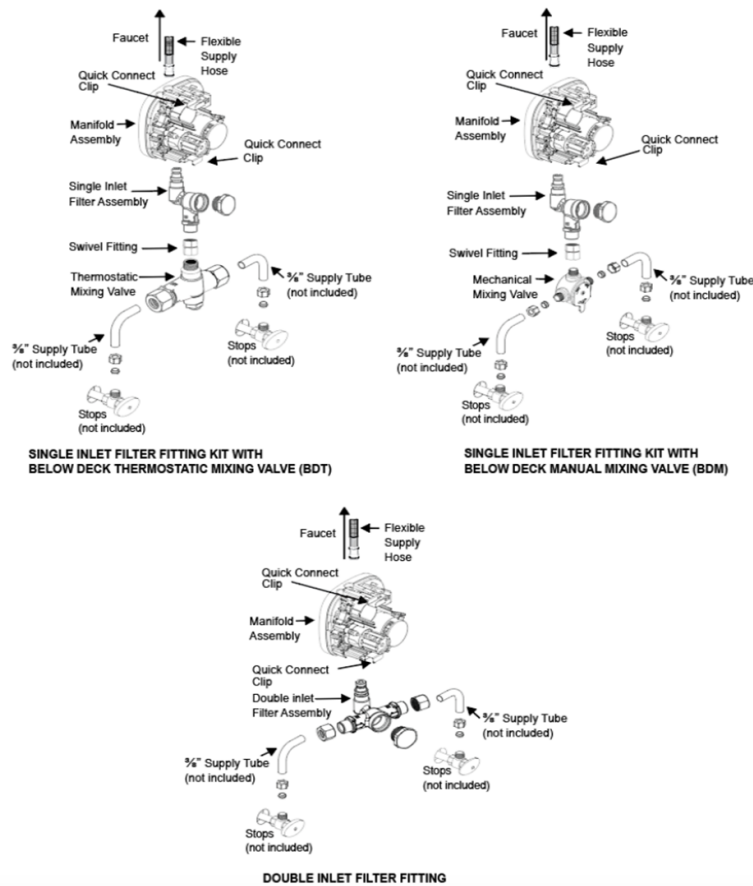 Faucet
Flexible
Supply
Hose
Quick Connect
Clip
Manifold
Assembly
Quick Connect
Clip
Single Inlet
Filter Assembly
Swivel Fitting
Thermostatic
Mixing Valve
⅜" Supply Tube
(not included)
⅜" Supply Tube
(not included)
Stops
(not included)
Stops
(not included)
SINGLE INLET FILTER FITTING KIT WITH
BELOW DECK THERMOSTATIC MIXING VALVE (BDT)
Faucet
Flexible
Supply
Hose
Quick Connect
Clip
Manifold
Assembly
Quick Connect
Clip
Single Inlet
Filter Assembly
Swivel Fitting
Mechanical
Mixing Valve
⅜" Supply Tube
(not included)
⅜" Supply Tube
(not included)
Stops
(not included)
Stops
(not included)
SINGLE INLET FILTER FITTING KIT WITH
BELOW DECK MANUAL MIXING VALVE (BDM)
Faucet
Flexible
Supply
Hose
Quick Connect
Clip
Manifold
Assembly
Quick Connect
Clip
Double inlet
Filter Assembly
⅜" Supply Tube
(not included)
⅜" Supply Tube
(not included)
Stops
(not included)
Stops
(not included)
DOUBLE INLET FILTER FITTING